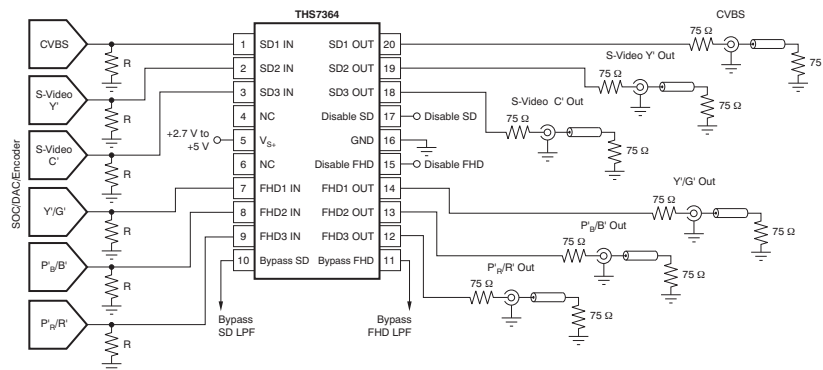 THS7364
CVBS
CVBS
R
1 SD1 IN SD1 OUT 20
75 Ω
75
S-Video Y' Out
S-Video
Y'
R
2 SD2 IN SD2 OUT 19
75 Ω
75 Ω
3 SD3 IN SD3 OUT 18
S-Video C' Out
75 Ω
75 Ω
4 NC Disable SD 17 Disable SD
S-Video
C'
R
+2.7 V to
+5 V
5 VS+ GND 16
6 NC Disable FHD 15 Disable FHD
SOC/DAC/Encoder
Y'/G'
R
7 FHD1 IN FHD1 OUT 14
Y'/G' Out
75 Ω
75 Ω
8 FHD2 IN FHD2 OUT 13
P'B/B' Out
75 Ω
75 Ω
9 FHD3 IN FHD3 OUT 12
P'R/R' Out
75 Ω
75 Ω
P'B/B'
R
10 Bypass SD Bypass FHD 11
P'R/R'
R
Bypass
SD LPF
Bypass
FHD LPF